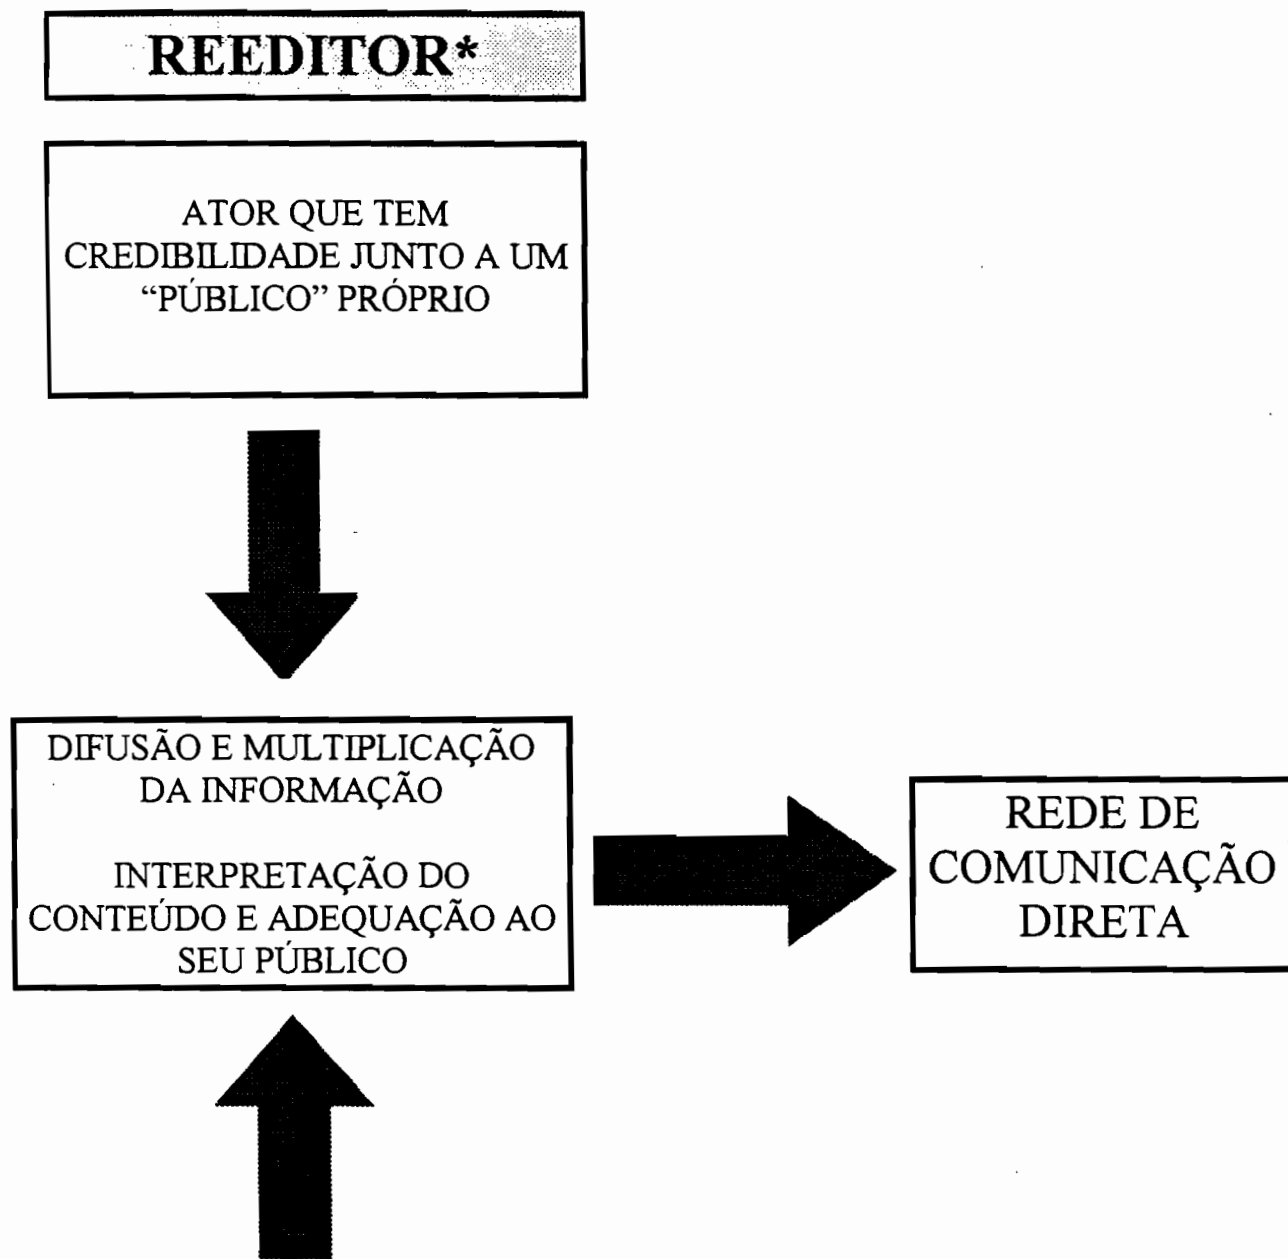 REEDITOR*
ATOR QUE TEM
CREDIBILIDADE JUNTO A UM
“PÚBLICO” PRÓPRIO
DIFUSÃO E MULTIPLICAÇÃO
DA INFORMAÇÃO
INTERPRETAÇÃO DO
CONTEÚDO E ADEQUAÇÃO AO
SEU PÚBLICO
REDE DE
COMUNICAÇÃO
DIRETA